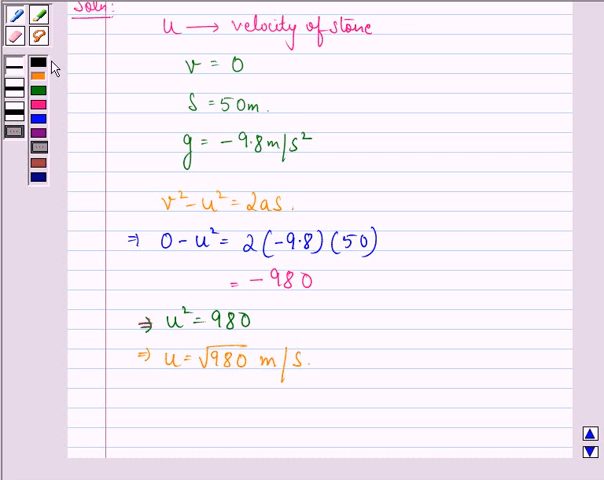 Soln:
u → velocity of stone
v = 0
s = 50m.
g = -9.8m/s²
v² - u² = 2as.
⇒ 0 - u² = 2(-9.8)(50)
= -980
⇒ u² = 980
⇒ u = √980 m/s.